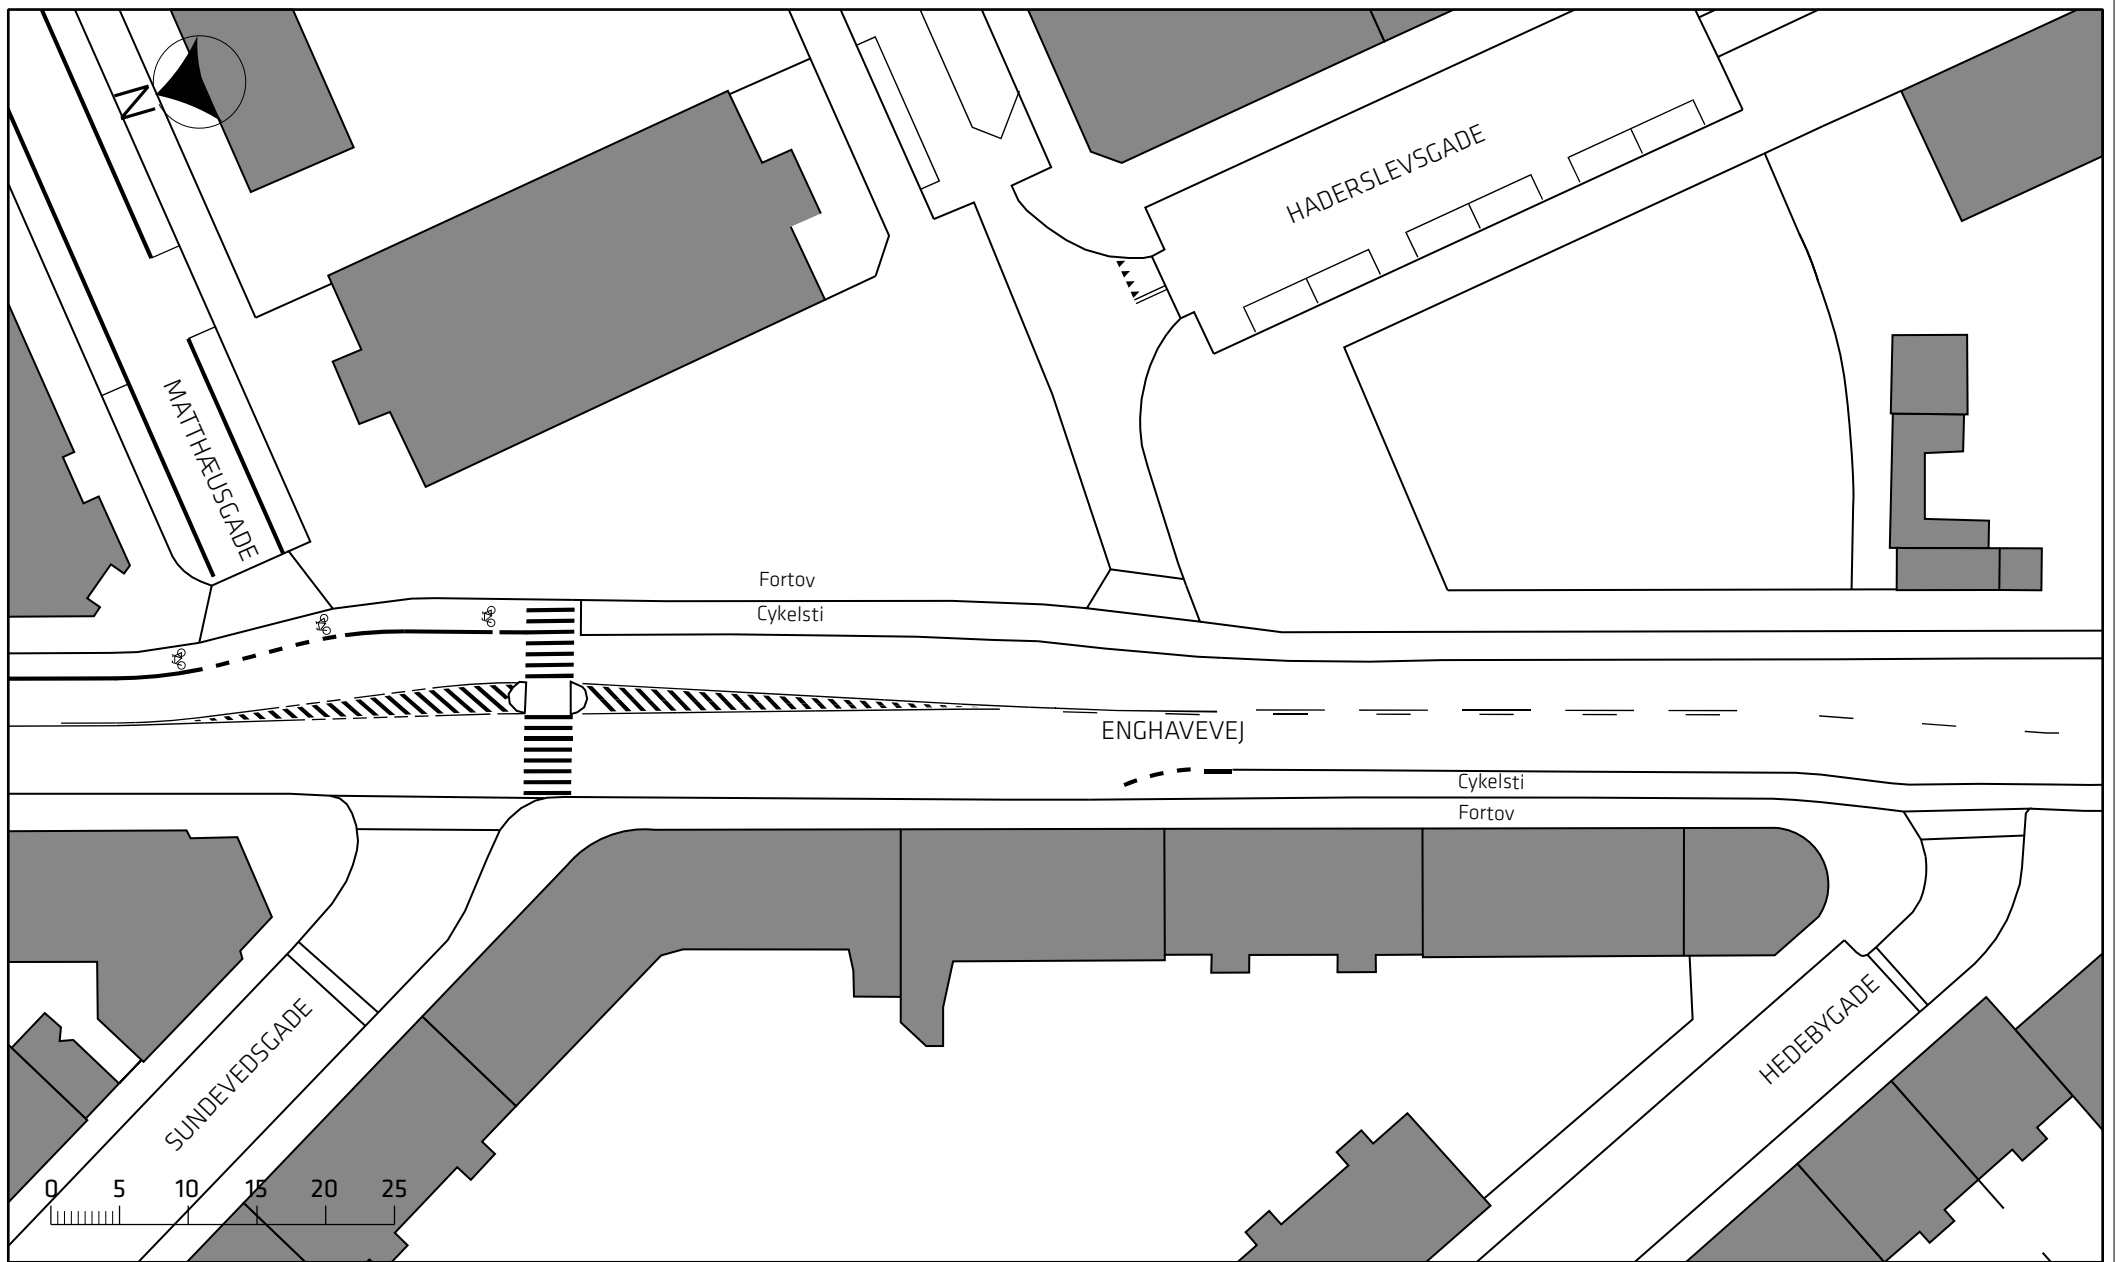 N
HADERSLEVSGADE
MATTHÆUSGADE
Fortov
Cykelsti
ENGHAVEVEJ
Cykelsti
Fortov
SUNDEVEDSGADE
HEDEBYGADE
0 5 10 15 20 25